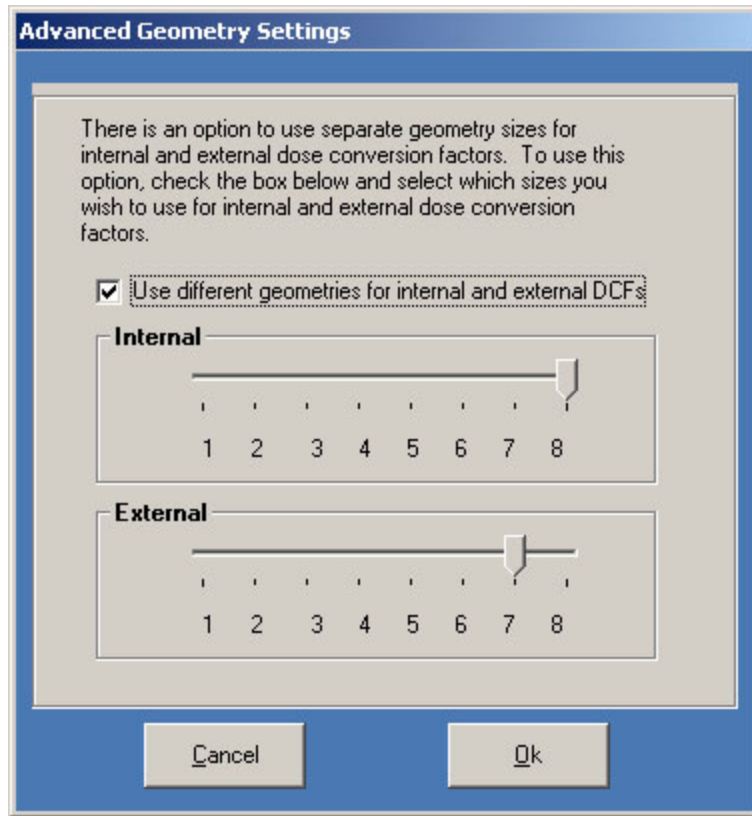 Advanced Geometry Settings
There is an option to use separate geometry sizes for
internal and external dose conversion factors.  To use this
option, check the box below and select which sizes you
wish to use for internal and external dose conversion
factors.
Use different geometries for internal and external DCFs
Internal
1 2 3 4 5 6 7 8
External
1 2 3 4 5 6 7 8
Cancel Ok